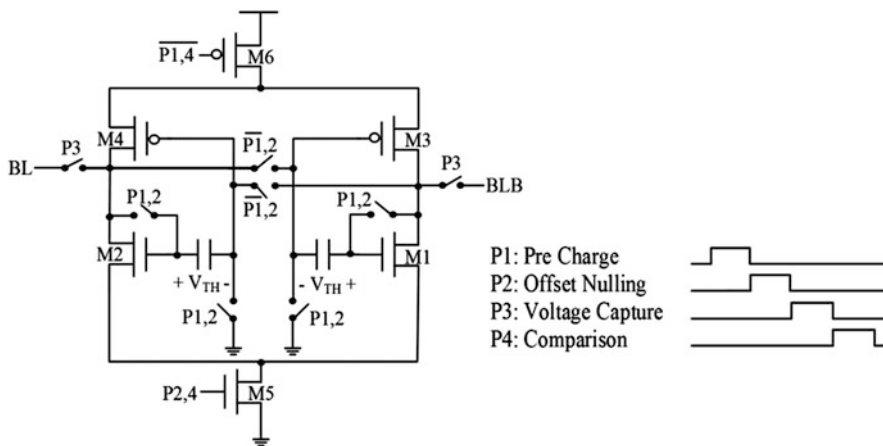 P1,4
M6
M4
M3
P3
P1,2
P3
BL
BLB
P1,2
P1,2
P1,2
M2
M1
+ VTH -
- VTH +
P1,2
P1,2
P2,4
M5
P1: Pre Charge
P2: Offset Nulling
P3: Voltage Capture
P4: Comparison